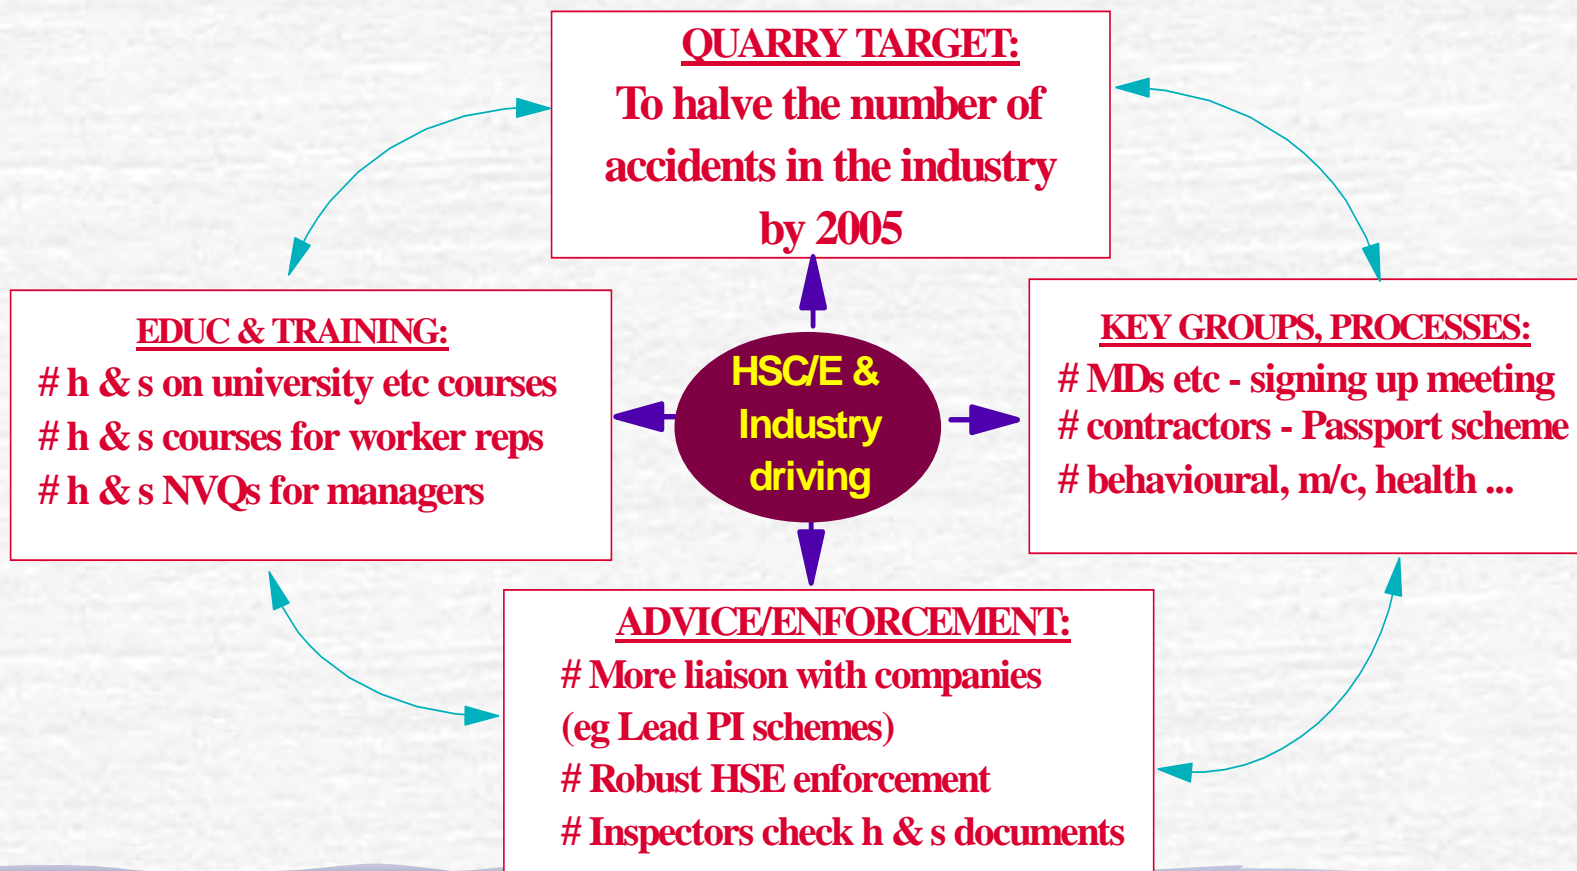 QUARRY TARGET:
To halve the number of
accidents in the industry
by 2005
EDUC & TRAINING:
# h & s on university etc courses
# h & s courses for worker reps
# h & s NVQs for managers
HSC/E &
Industry
driving
KEY GROUPS, PROCESSES:
# MDs etc - signing up meeting
# contractors - Passport scheme
# behavioural, m/c, health ...
ADVICE/ENFORCEMENT:
# More liaison with companies
(eg Lead PI schemes)
# Robust HSE enforcement
# Inspectors check h & s documents